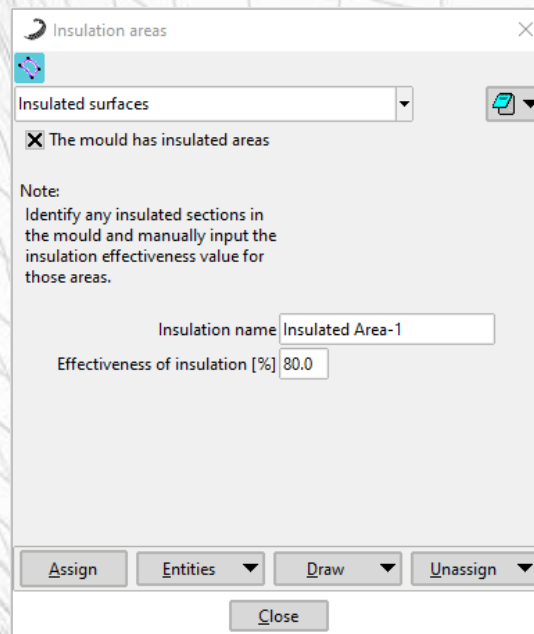 Insulation areas
Insulated surfaces
The mould has insulated areas
Note:
Identify any insulated sections in
the mould and manually input the
insulation effectiveness value for
those areas.
Insulation name Insulated Area-1
Effectiveness of insulation [%] 80.0
Assign Entities Draw Unassign
Close